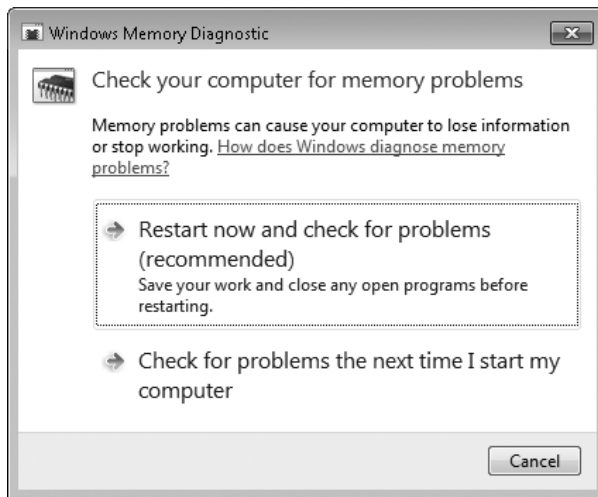 Windows Memory Diagnostic
Check your computer for memory problems
Memory problems can cause your computer to lose information
or stop working. How does Windows diagnose memory
problems?
Restart now and check for problems
(recommended)
Save your work and close any open programs before
restarting.
Check for problems the next time I start my
computer
Cancel